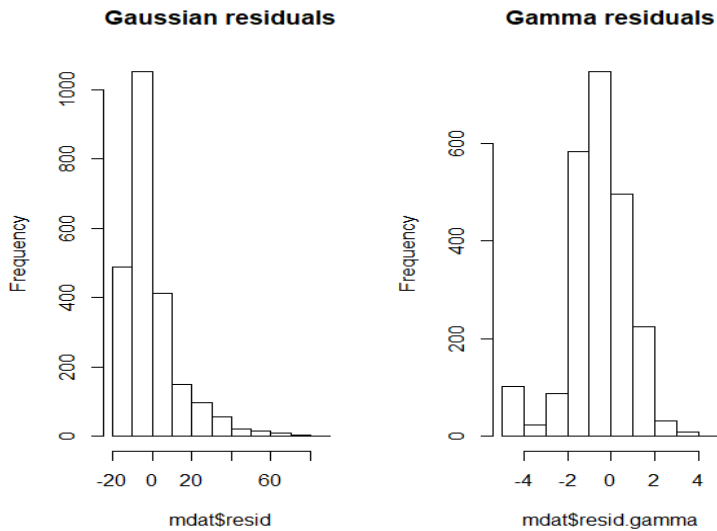 Gaussian residuals
Frequency
0 200 400 600 800 1000
-20 0 20 60
mdat$resid
Gamma residuals
Frequency
0 200 400 600
-4 -2 0 2 4
mdat$resid.gamma